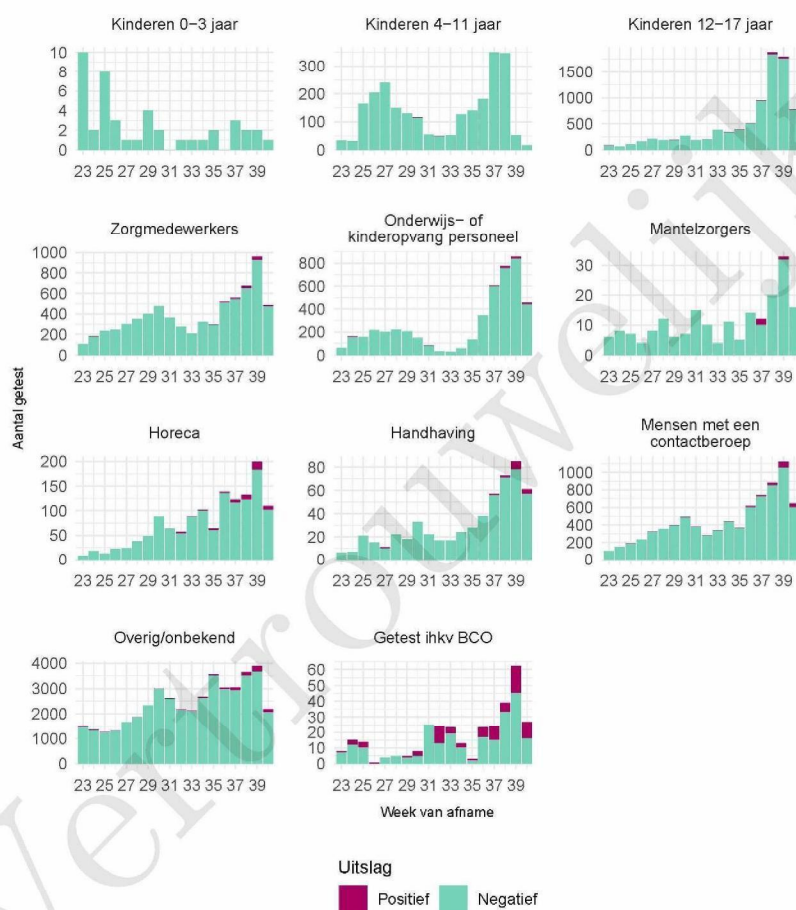 Kinderen 0−3 jaar
10
8
6
4
2
0
23 25 27 29 31 33 35 37 39
Kinderen 4−11 jaar
300
200
100
0
23 25 27 29 31 33 35 37 39
Kinderen 12−17 jaar
1500
1000
500
0
23 25 27 29 31 33 35 37 39
Zorgmedewerkers
1000
800
600
400
200
0
23 25 27 29 31 33 35 37 39
Onderwijs− of
kinderopvang personeel
800
600
400
200
0
23 25 27 29 31 33 35 37 39
Mantelzorgers
30
20
10
0
23 25 27 29 31 33 35 37 39
Aantal getest
Horeca
200
150
100
50
0
23 25 27 29 31 33 35 37 39
Handhaving
80
60
40
20
0
23 25 27 29 31 33 35 37 39
Mensen met een
contactberoep
1000
800
600
400
200
0
23 25 27 29 31 33 35 37 39
Overig/onbekend
4000
3000
2000
1000
0
23 25 27 29 31 33 35 37 39
Getest ihkv BCO
60
50
40
30
20
10
0
23 25 27 29 31 33 35 37 39
Week van afname
Uitslag
Positief Negatief
Vertrouwelijk